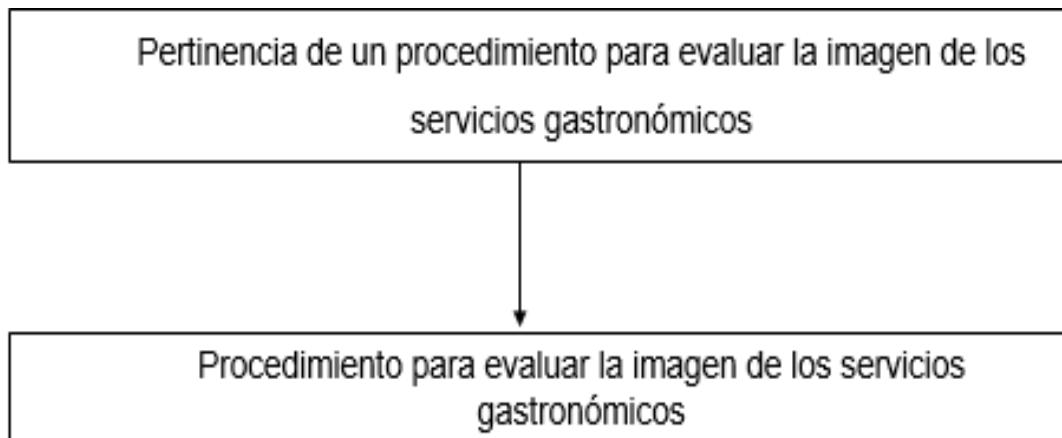 Pertinencia de un procedimiento para evaluar la imagen de los
servicios gastronómicos
Procedimiento para evaluar la imagen de los servicios
gastronómicos